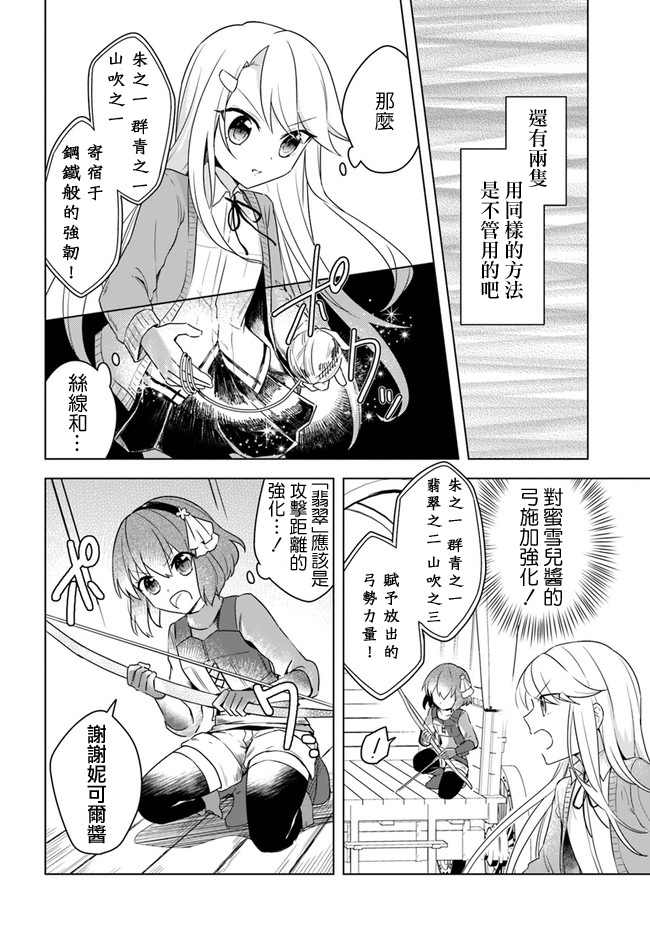 還有兩隻
用同樣的方法
是不管用的吧
那麼
朱之一 群青之一
山吹之一
寄宿于
鋼鐵般的強韌！
ポウ
絲線和…
對蜜雪兒醬的
弓施加強化！
朱之一 群青之一
翡翠之二 山吹之三
賦予放出的
弓勢力量！
！
「翡翠」應該是
攻擊距離的
強化…！
ポウ
謝謝妮可爾醬